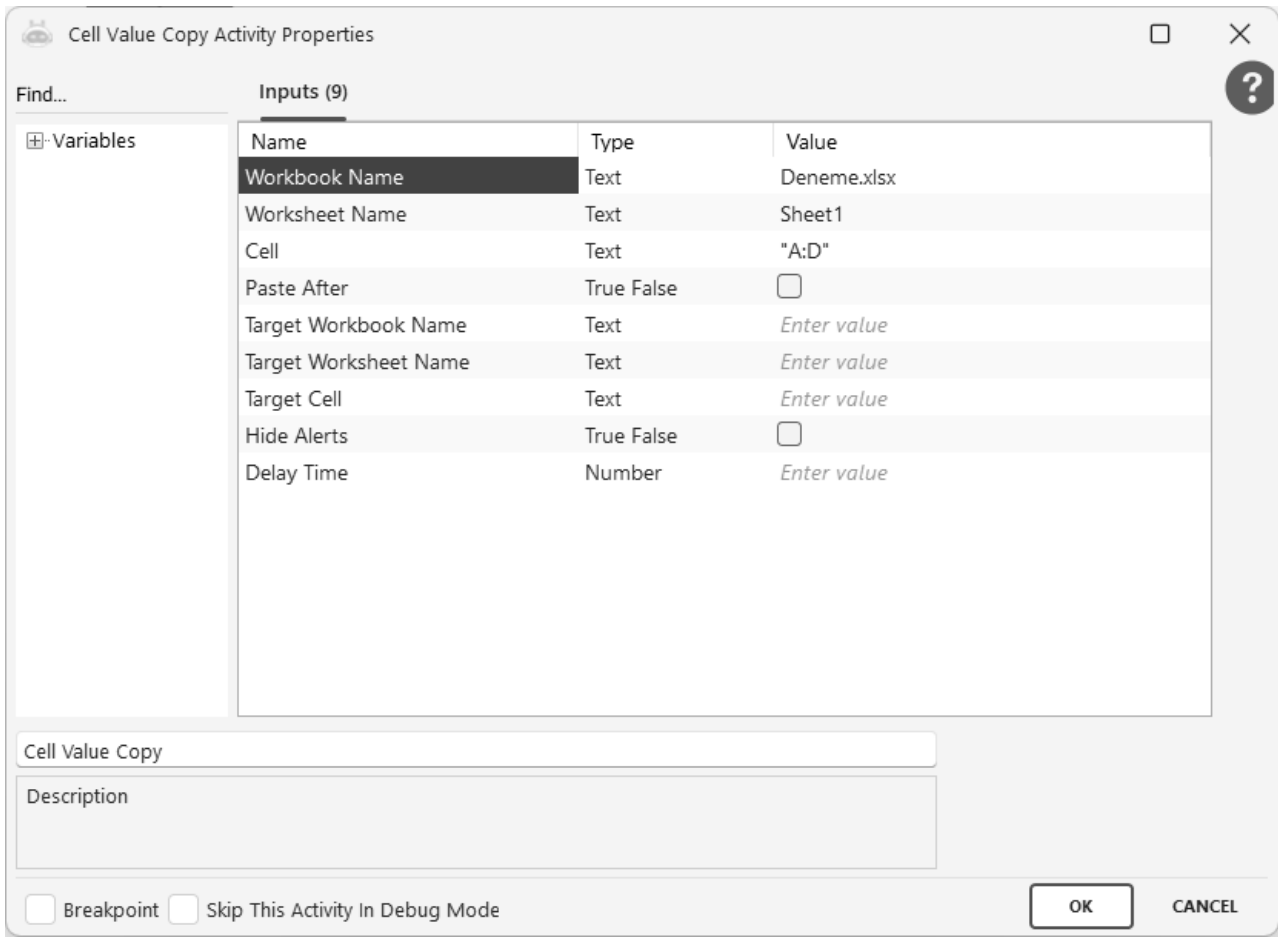 Cell Value Copy Activity Properties
?
Find...
Inputs (9)
Variables
Name Type Value
Workbook Name Text Deneme.xlsx
Worksheet Name Text Sheet1
Cell Text "A:D"
Paste After True False
Target Workbook Name Text Enter value
Target Worksheet Name Text Enter value
Target Cell Text Enter value
Hide Alerts True False
Delay Time Number Enter value
Cell Value Copy
Description
Breakpoint Skip This Activity In Debug Mode OK CANCEL